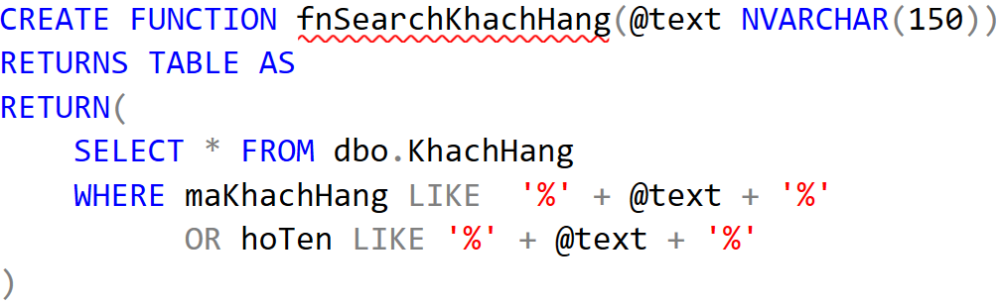 CREATE FUNCTION fnSearchKhachHang(@text NVARCHAR(150))
RETURNS TABLE AS
RETURN(
    SELECT * FROM dbo.KhachHang
    WHERE maKhachHang LIKE  '%' + @text + '%'
          OR hoTen LIKE '%' + @text + '%'
)